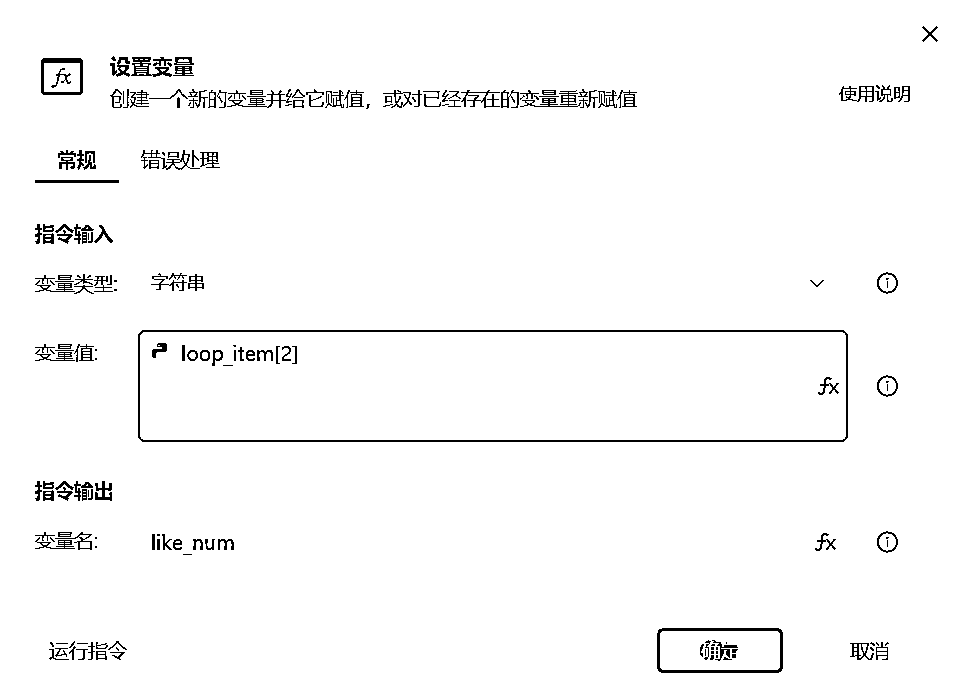 设置变量
创建一个新的变量并给它赋值，或对已经存在的变量重新赋值
使用说明
常规 错误处理
指令输入
变量类型: 字符串
变量值: loop_item[2]
fx
指令输出
变量名: like_num fx
运行指令 确定 取消